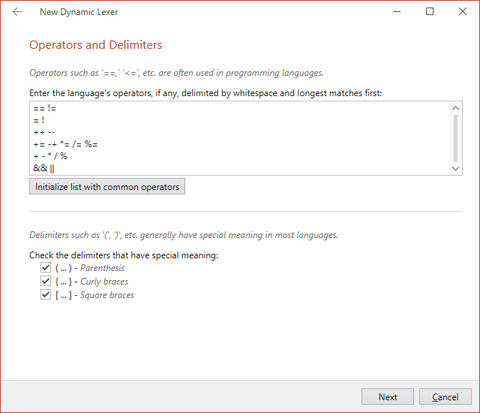 New Dynamic Lexer
Operators and Delimiters
Operators such as '==,' '<=', etc. are often used in programming languages.
Enter the language's operators, if any, delimited by whitespace and longest matches first:
== !=
= !
++ --
+= -+ *= /= %=
+ - * / %
&& ||
Initialize list with common operators
Delimiters such as '(', ')', etc. generally have special meaning in most languages.
Check the delimiters that have special meaning:
( ... ) - Parenthesis
{ ... } - Curly braces
[ ... ] - Square braces
Next
Cancel